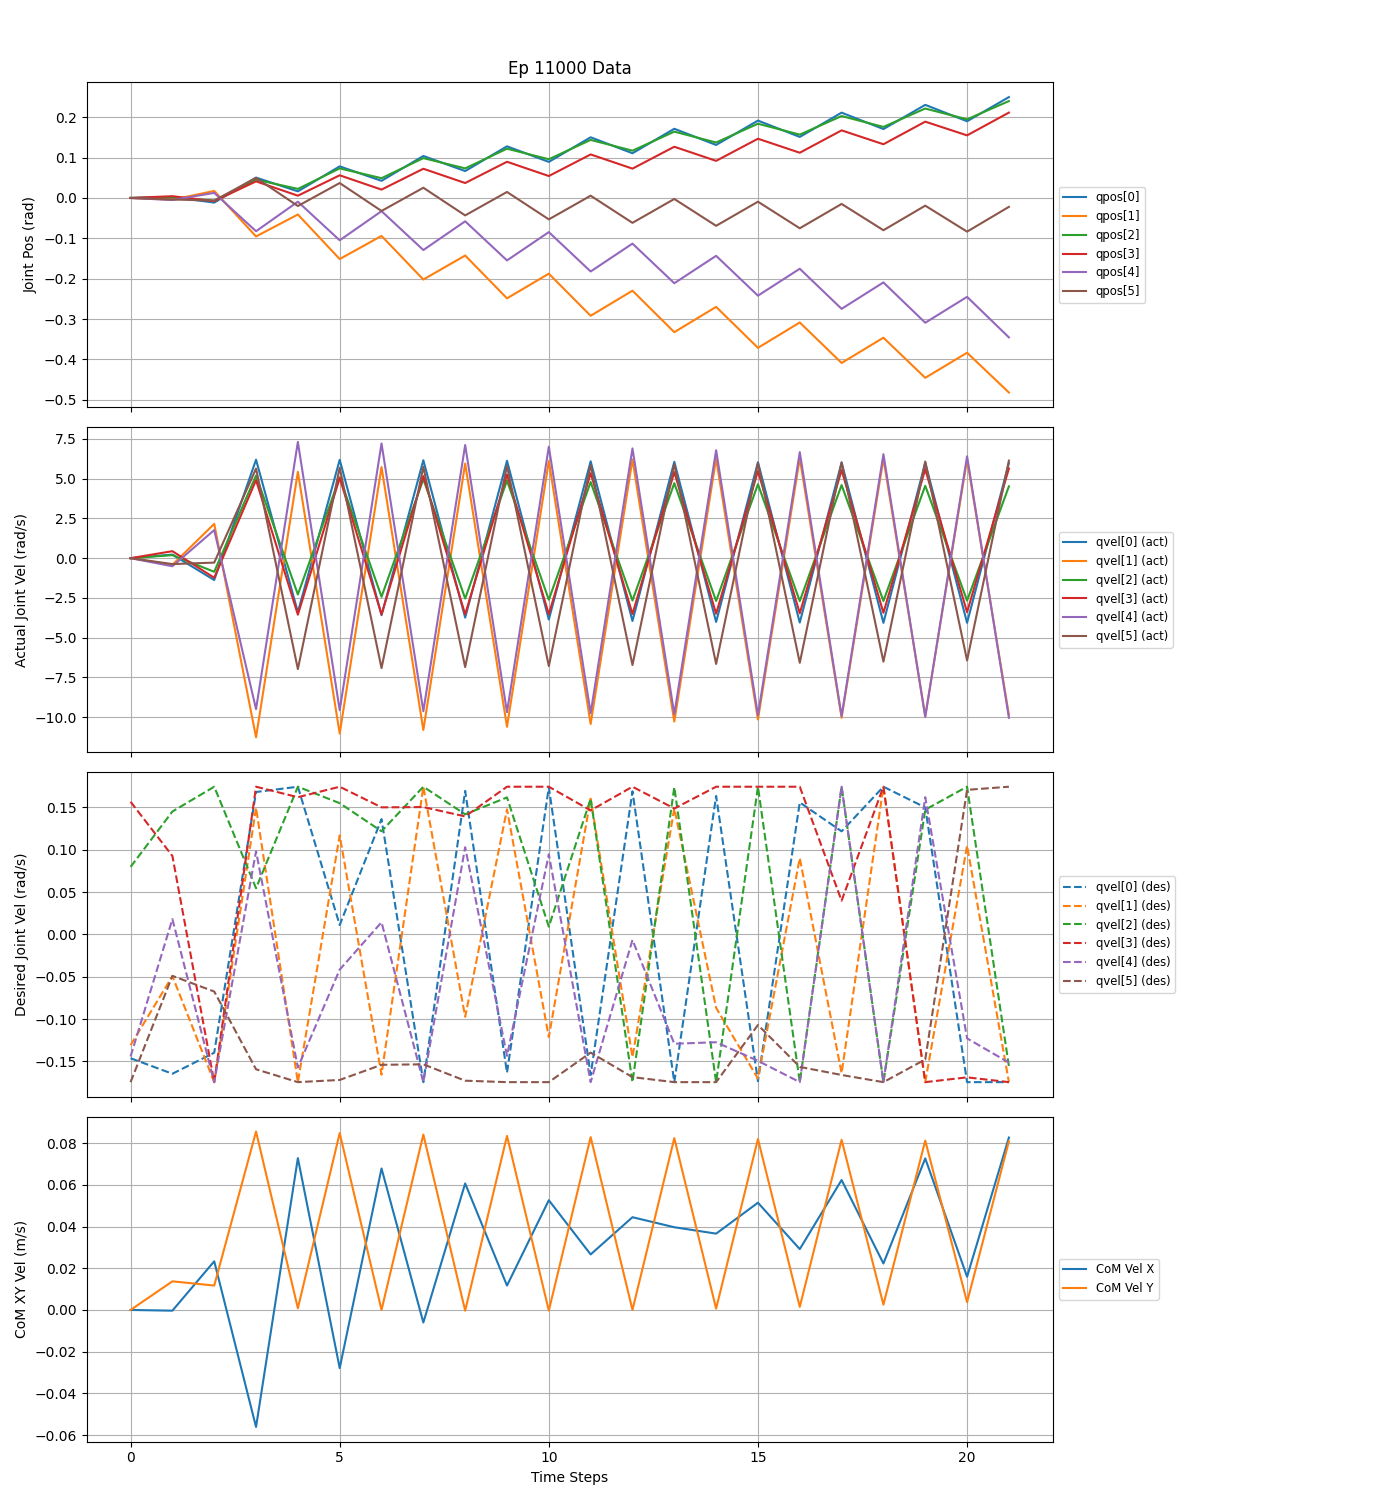 Ep 11000 Data
Joint Pos (rad)
0.2
0.1
0.0
−0.1
−0.2
−0.3
−0.4
−0.5
qpos[0]
qpos[1]
qpos[2]
qpos[3]
qpos[4]
qpos[5]
Actual Joint Vel (rad/s)
7.5
5.0
2.5
0.0
−2.5
−5.0
−7.5
−10.0
qvel[0] (act)
qvel[1] (act)
qvel[2] (act)
qvel[3] (act)
qvel[4] (act)
qvel[5] (act)
Desired Joint Vel (rad/s)
0.15
0.10
0.05
0.00
−0.05
−0.10
−0.15
qvel[0] (des)
qvel[1] (des)
qvel[2] (des)
qvel[3] (des)
qvel[4] (des)
qvel[5] (des)
CoM XY Vel (m/s)
0.08
0.06
0.04
0.02
0.00
−0.02
−0.04
−0.06
CoM Vel X
CoM Vel Y
0 5 10 15 20
Time Steps